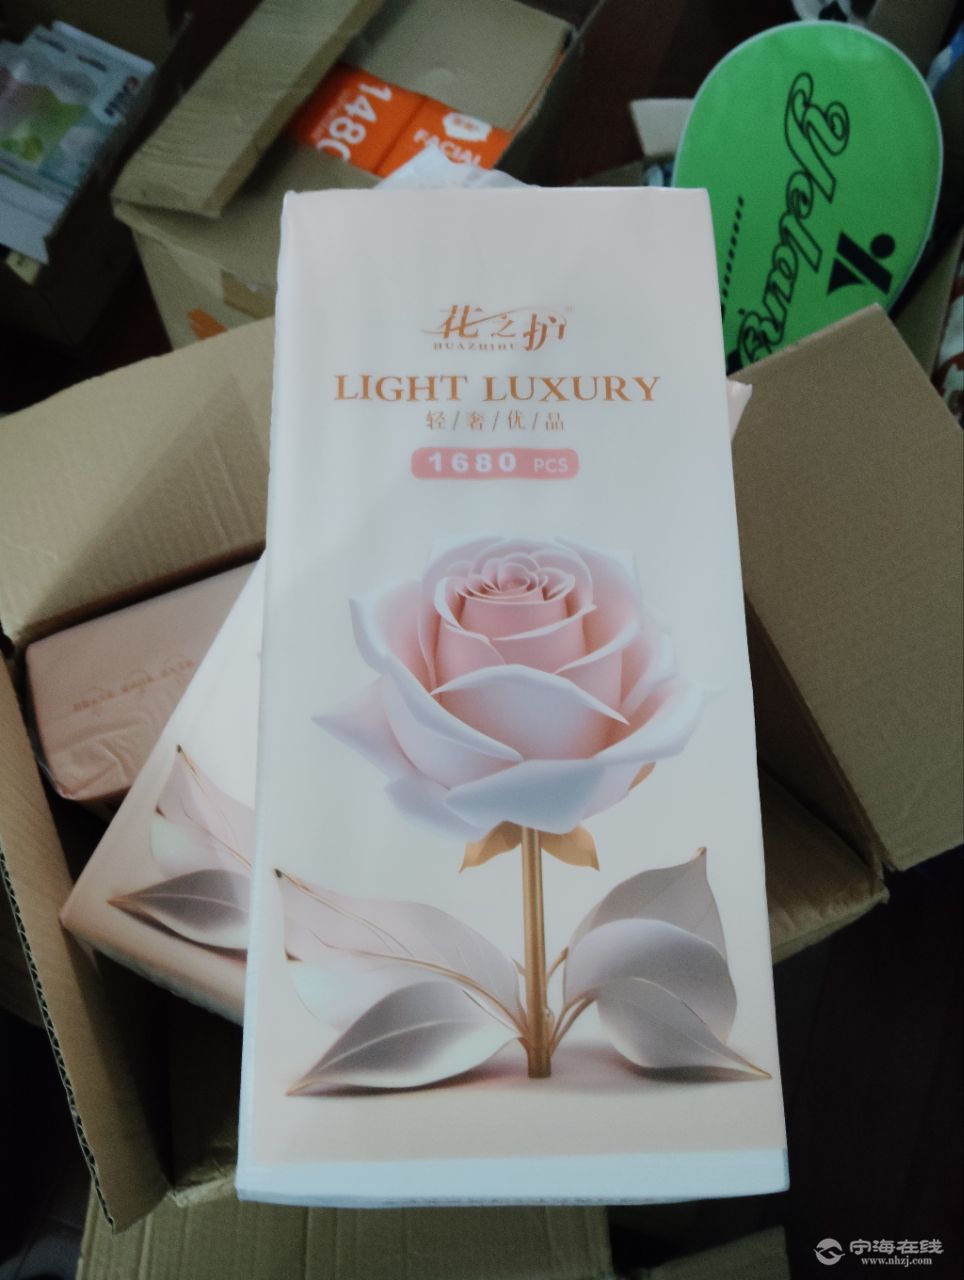 1480
FACIAL
Yelang
花之护
HUAZHIHU
LIGHT LUXURY
轻/奢/优/品
1680 PCS
宁海在线
www.nhzj.com